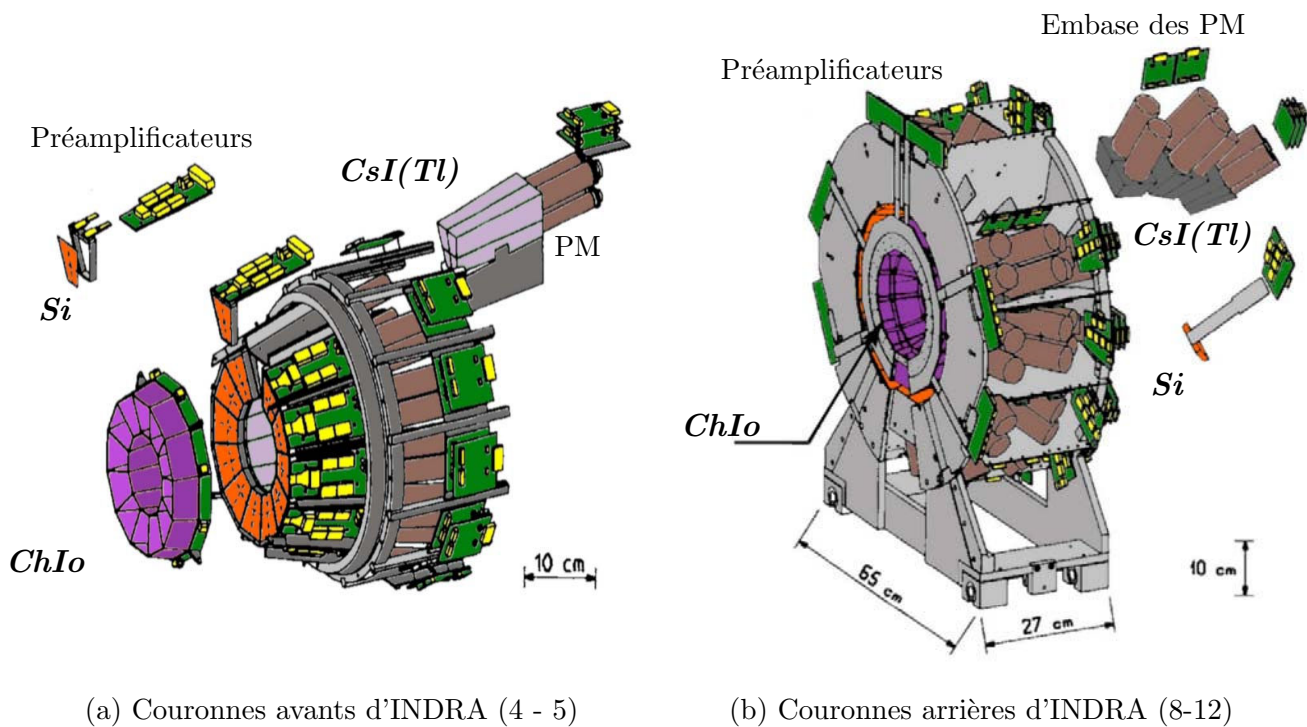 Préamplificateurs
CsI(Tl)
PM
Si
ChIo
10 cm
(a) Couronnes avants d'INDRA (4 - 5)
Embase des PM
Préamplificateurs
CsI(Tl)
Si
ChIo
65 cm
27 cm
10 cm
(b) Couronnes arrières d'INDRA (8-12)